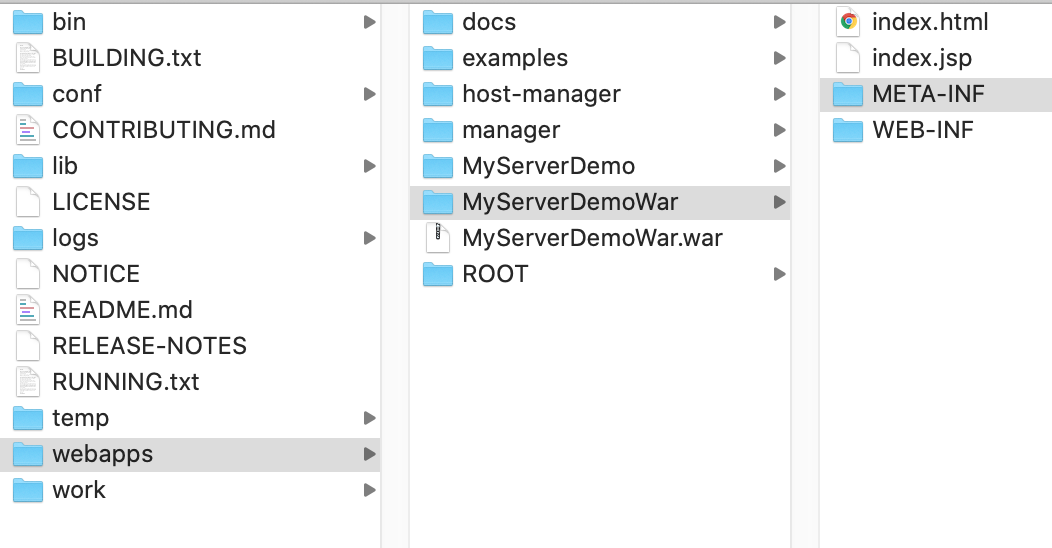 bin
BUILDING.txt
conf
CONTRIBUTING.md
lib
LICENSE
logs
NOTICE
README.md
RELEASE-NOTES
RUNNING.txt
temp
webapps
work
docs
examples
host-manager
manager
MyServerDemo
MyServerDemoWar
MyServerDemoWar.war
ROOT
index.html
index.jsp
META-INF
WEB-INF